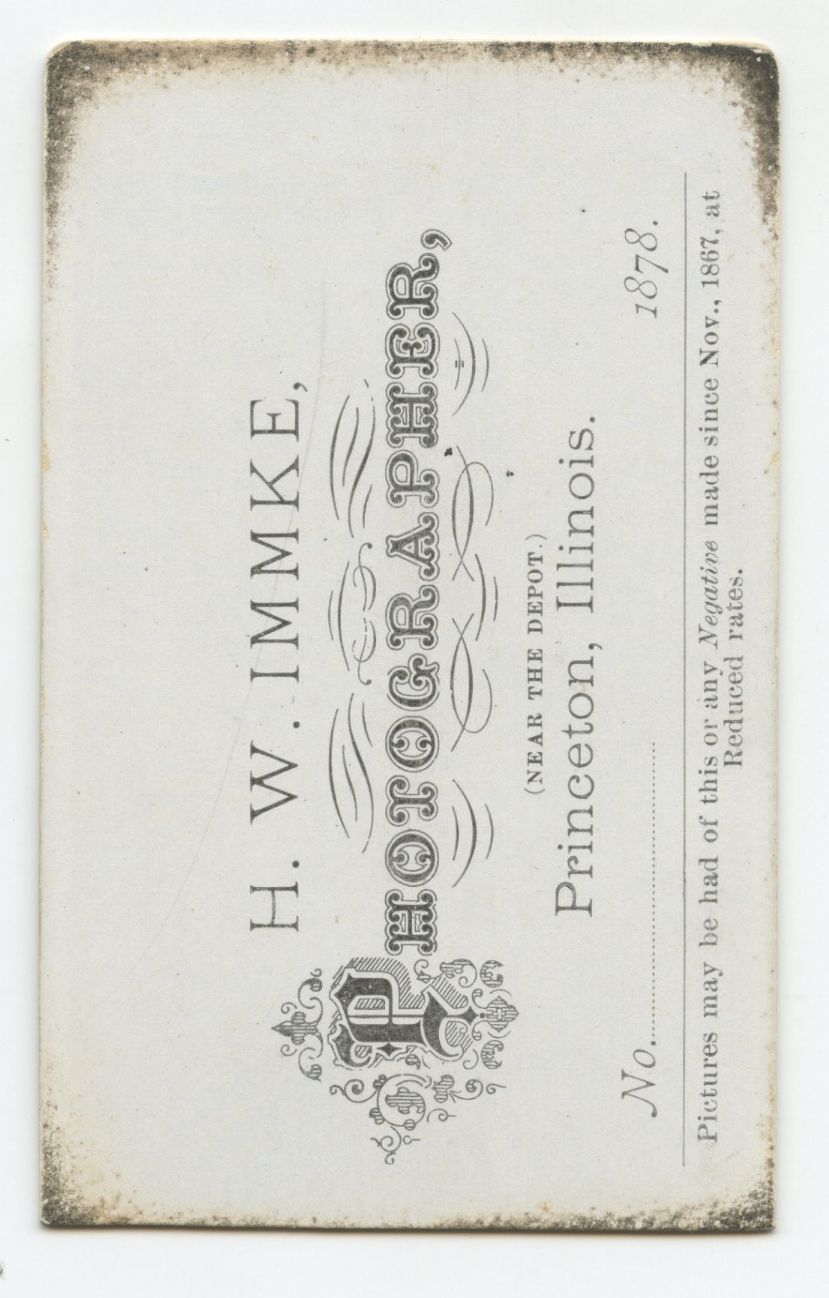 H. W. IMMKE,
PHOTOGRAPHER,
(NEAR THE DEPOT.)
Princeton, Illinois.
No. 1878.
Pictures may be had of this or any Negative made since Nov., 1867, at
Reduced rates.